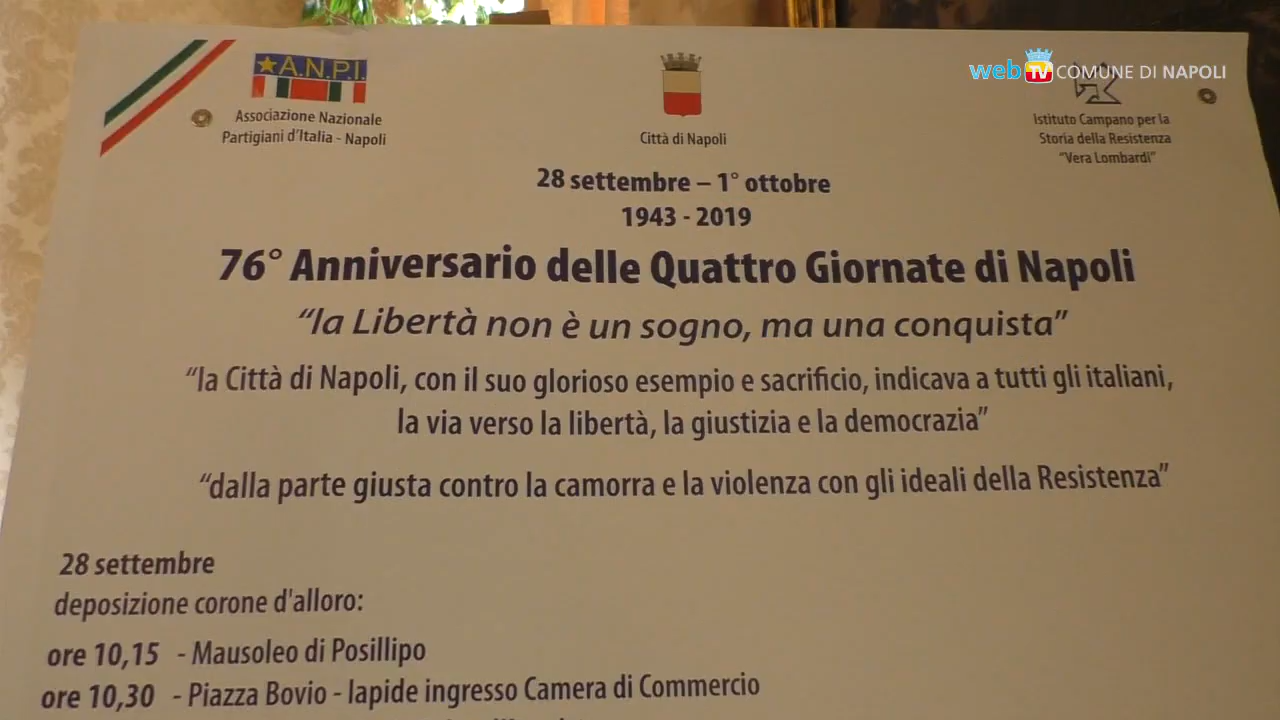 web TV COMUNE DI NAPOLI
A.N.P.I.
Associazione Nazionale
Partigiani d'Italia - Napoli
Città di Napoli
Istituto Campano per la
Storia della Resistenza
"Vera Lombardi"
28 settembre – 1° ottobre
1943 - 2019
76° Anniversario delle Quattro Giornate di Napoli
"la Libertà non è un sogno, ma una conquista"
"la Città di Napoli, con il suo glorioso esempio e sacrificio, indicava a tutti gli italiani,
la via verso la libertà, la giustizia e la democrazia"
"dalla parte giusta contro la camorra e la violenza con gli ideali della Resistenza"
28 settembre
deposizione corone d'alloro:
ore 10,15 - Mausoleo di Posillipo
ore 10,30 - Piazza Bovio - lapide ingresso Camera di Commercio